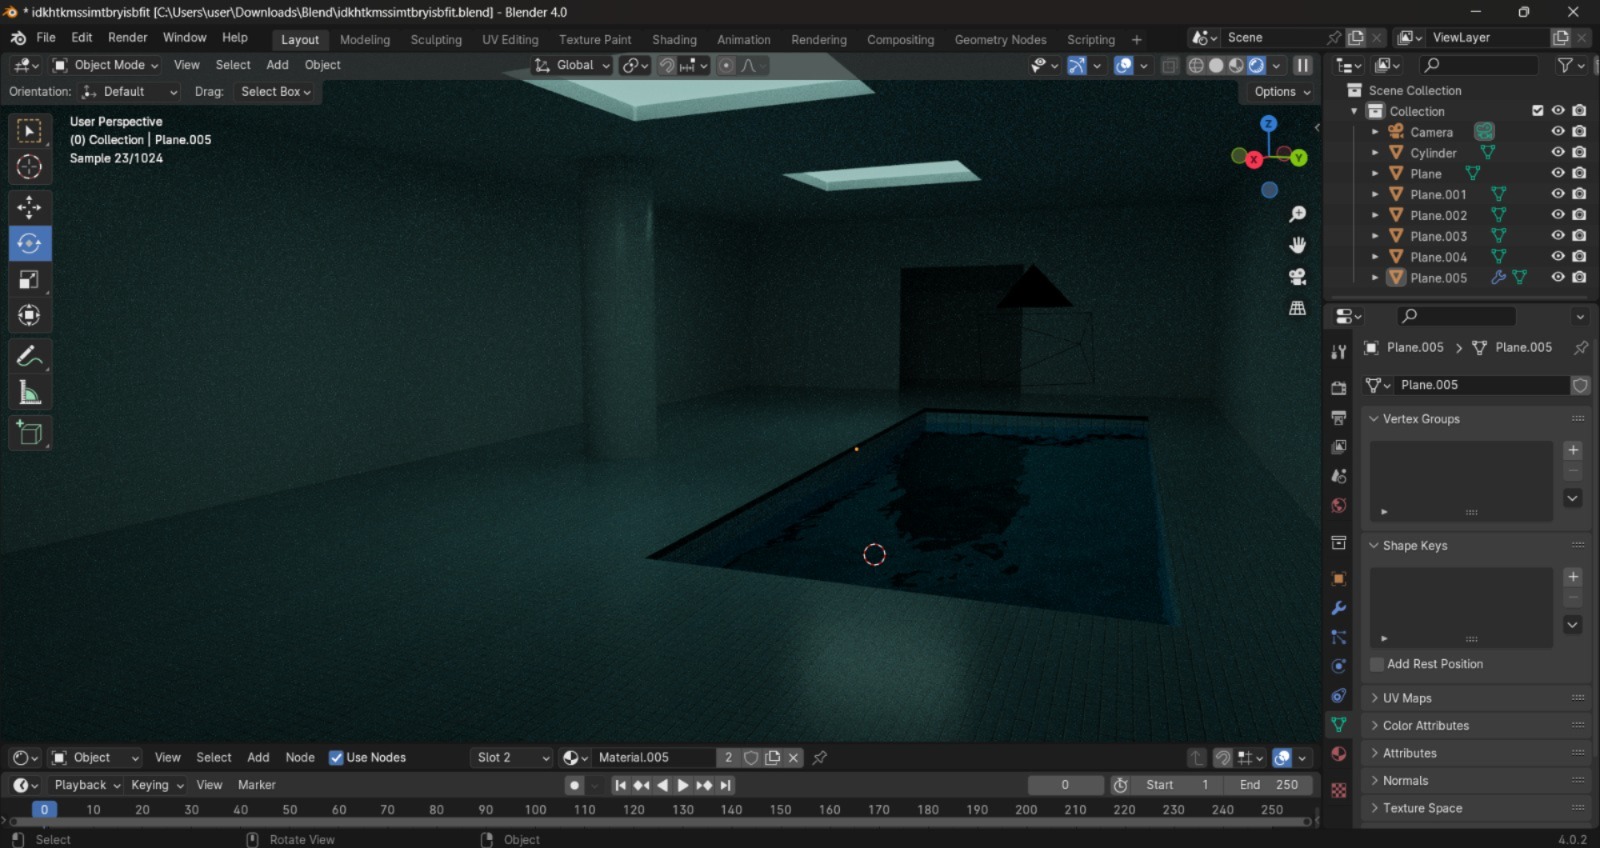 * idkhtkmssimtbryisbfit [C:\Users\user\Downloads\Blend\idkhtkmssimtbryisbfit.blend] - Blender 4.0
File Edit Render Window Help Layout Modeling Sculpting UV Editing Texture Paint Shading Animation Rendering Compositing Geometry Nodes Scripting + Scene ViewLayer
Object Mode View Select Add Object Global
Orientation: Default Drag: Select Box Options
User Perspective
(0) Collection | Plane.005
Sample 23/1024
Z
X Y
Scene Collection
Collection
Camera
Cylinder
Plane
Plane.001
Plane.002
Plane.003
Plane.004
Plane.005
Plane.005 > Plane.005
Plane.005
Vertex Groups
Shape Keys
Add Rest Position
UV Maps
Color Attributes
Attributes
Normals
Texture Space
Object View Select Add Node Use Nodes Slot 2 Material.005 2
Playback Keying View Marker 0 Start 1 End 250
0 10 20 30 40 50 60 70 80 90 100 110 120 130 140 150 160 170 180 190 200 210 220 230 240 250
Select Rotate View Object 4.0.2